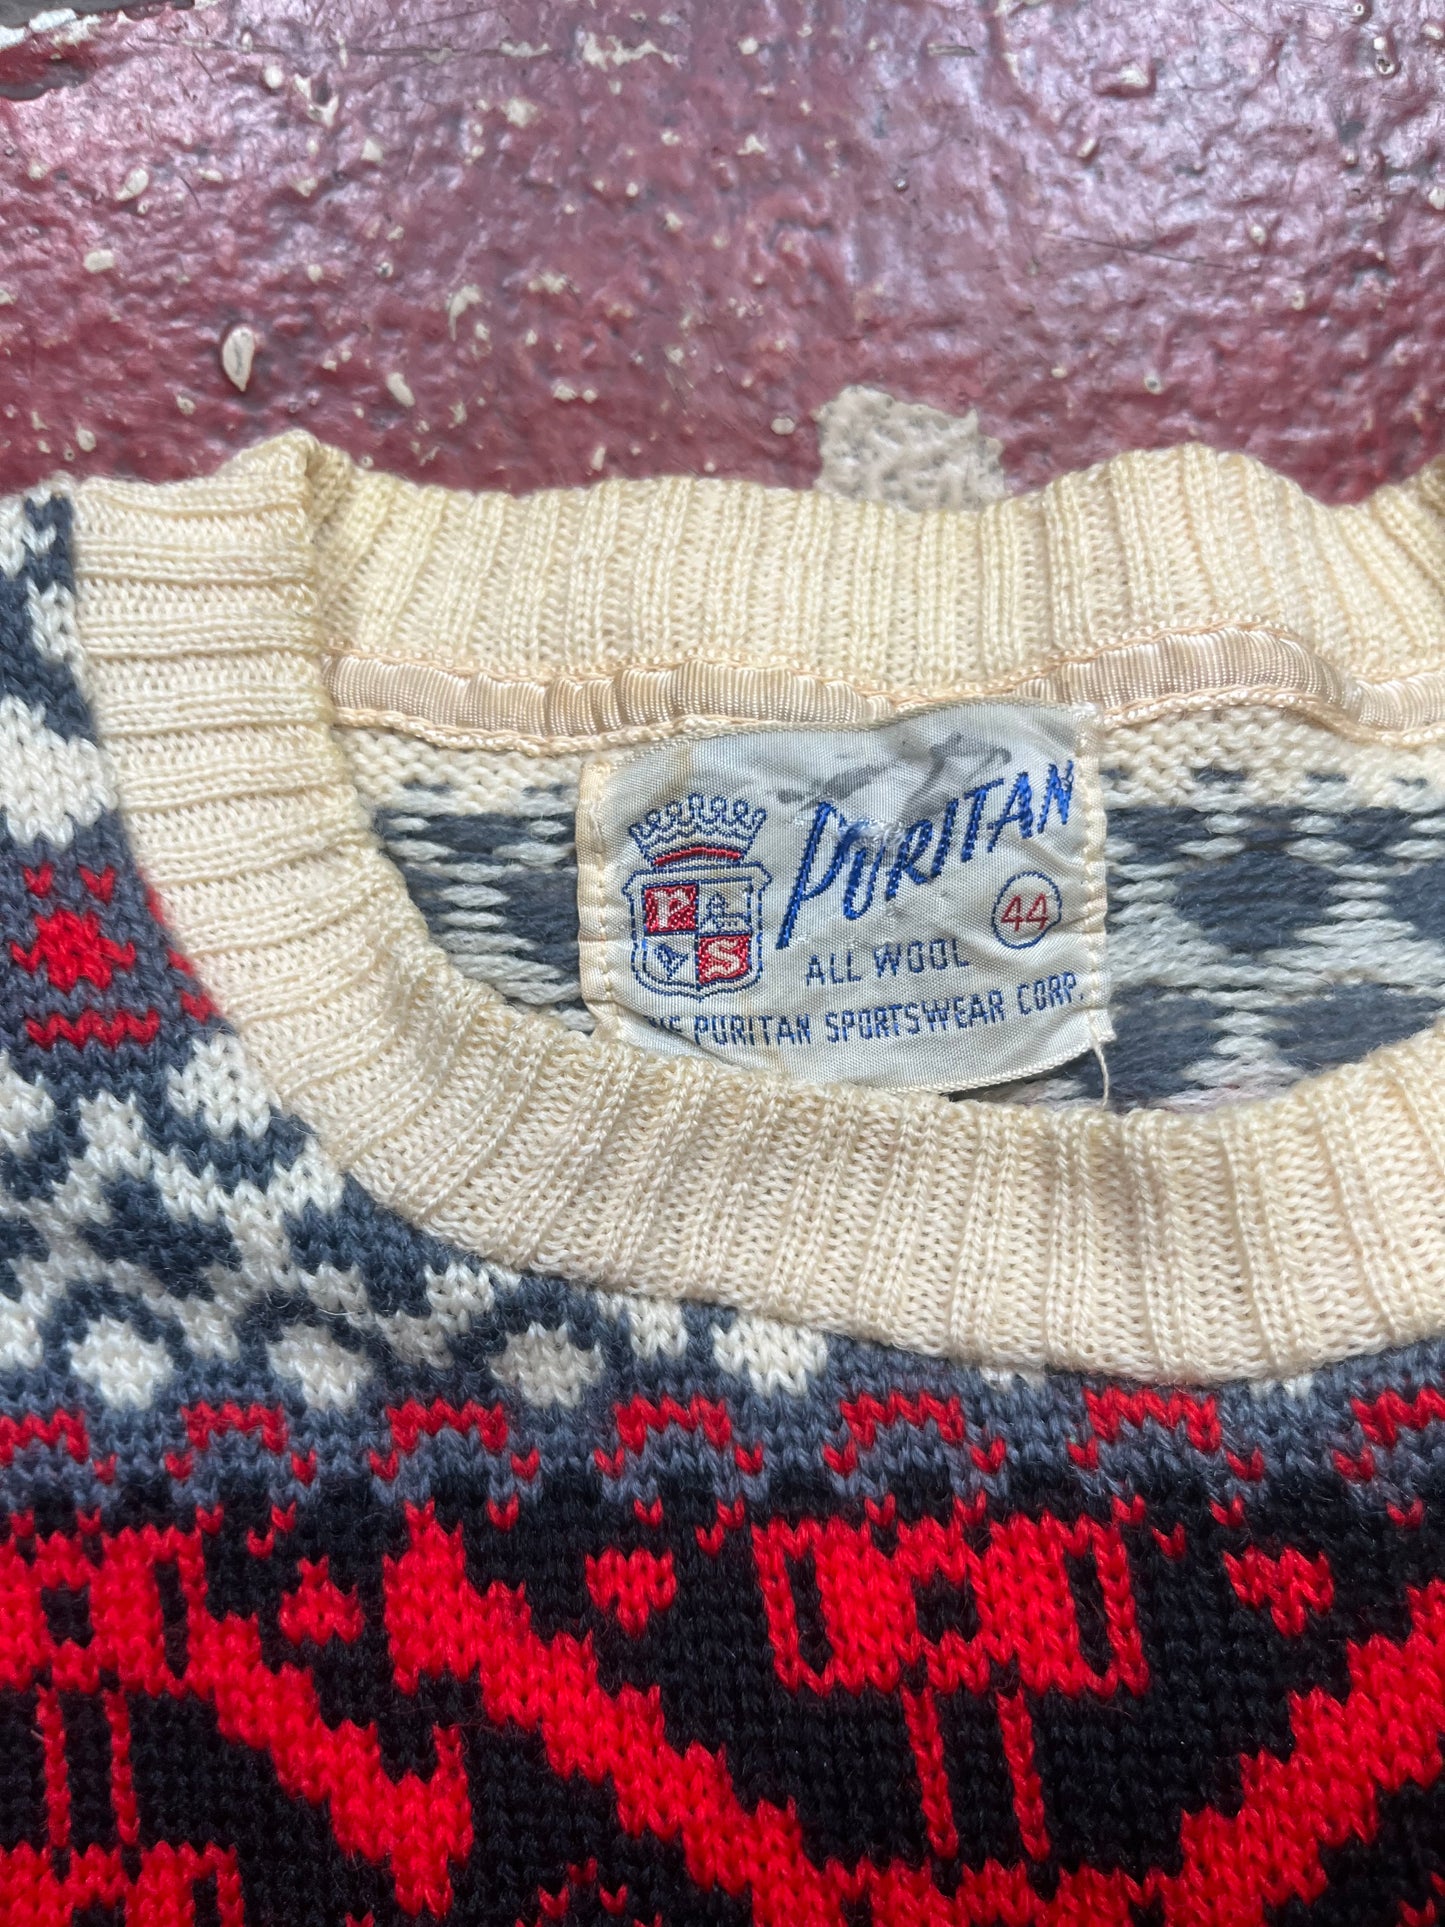 PURITAN
44
P
S
ALL WOOL
THE PURITAN SPORTSWEAR CORP.